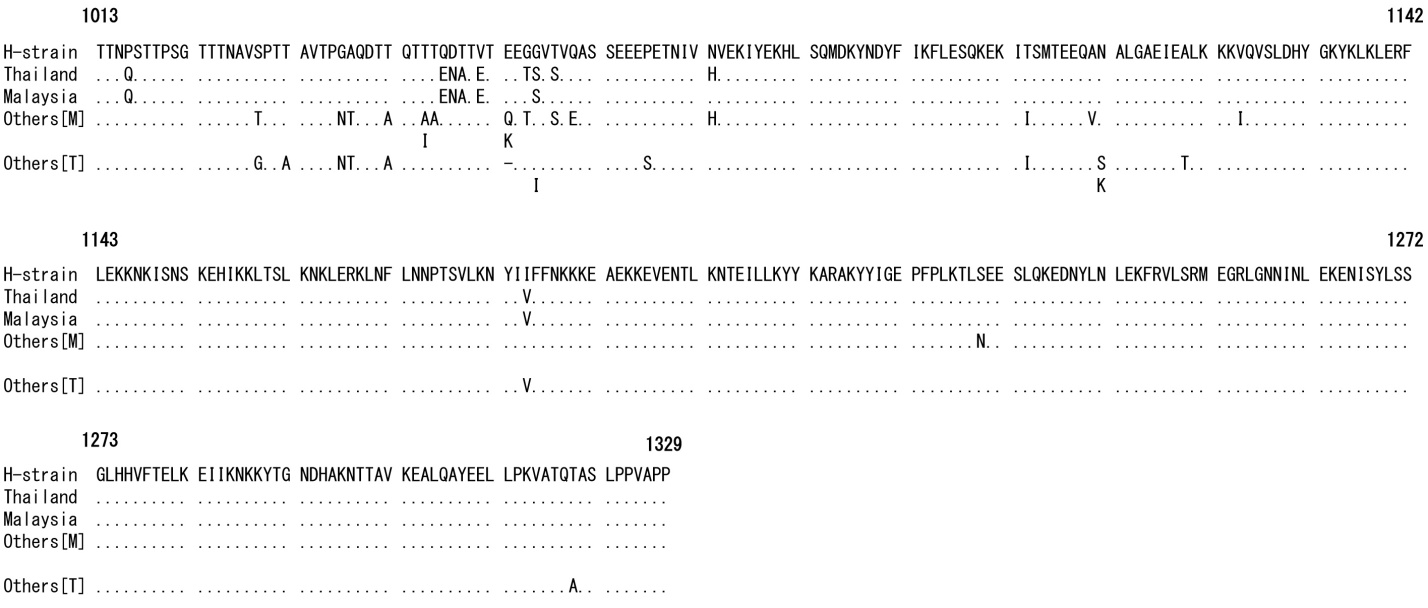 1013 1142
H-strain TTNPSTTPSG TTTNAVSPTT AVTPGAQDTT QTTTQDTTVT EEGGVTVQAS SEEEPETNIV NVEKIYEKHL SQMDKYNDYF IKFLESQKEK ITSMTEEQAN ALGAEIEALK KKVQVSLDHY GKYKLKLERF
Thailand ...Q...... .......... .......... ....ENA.E. ..TS.S.... .......... H......... .......... .......... .......... .......... .......... ..........
Malaysia ...Q...... .......... .......... ....ENA.E. ...S...... .......... .......... .......... .......... .......... .......... .......... ..........
Others[M] .......... ......T... ....NT...A ..AA...... Q.T..S.E.. .......... H......... .......... .......... .I......V. .......... ..I....... ..........
I K
Others[T] .......... ......G..A ....NT...A .......... -......... ....S..... .......... .......... .......... .I.......S .......T.. .......... ..........
I K
1143 1272
H-strain LEKKNKISNS KEHIKKLTSL KNKLERKLNF LNNPTSVLKN YIIFFNKKKE AEKKEVENTL KNTEILLKYY KARAKYYIGE PFPLKTLSEE SLQKEDNYLN LEKFRVLSRM EGRLGNNINL EKENISYLSS
Thailand .......... .......... .......... .......... ..V....... .......... .......... .......... .......... .......... .......... .......... ..........
Malaysia .......... .......... .......... .......... ..V....... .......... .......... .......... .......... .......... .......... .......... ..........
Others[M] .......... .......... .......... .......... .......... .......... .......... .......... .......N.. .......... .......... .......... ..........
Others[T] .......... .......... .......... .......... ..V....... .......... .......... .......... .......... .......... .......... .......... ..........
1273 1329
H-strain GLHHVFTELK EIIKNKKYTG NDHAKNTTAV KEALQAYEEL LPKVATQTAS LPPVAPP
Thailand .......... .......... .......... .......... .......... .......
Malaysia .......... .......... .......... .......... .......... .......
Others[M] .......... .......... .......... .......... .......... .......
Others[T] .......... .......... .......... .......... .......A.. .......